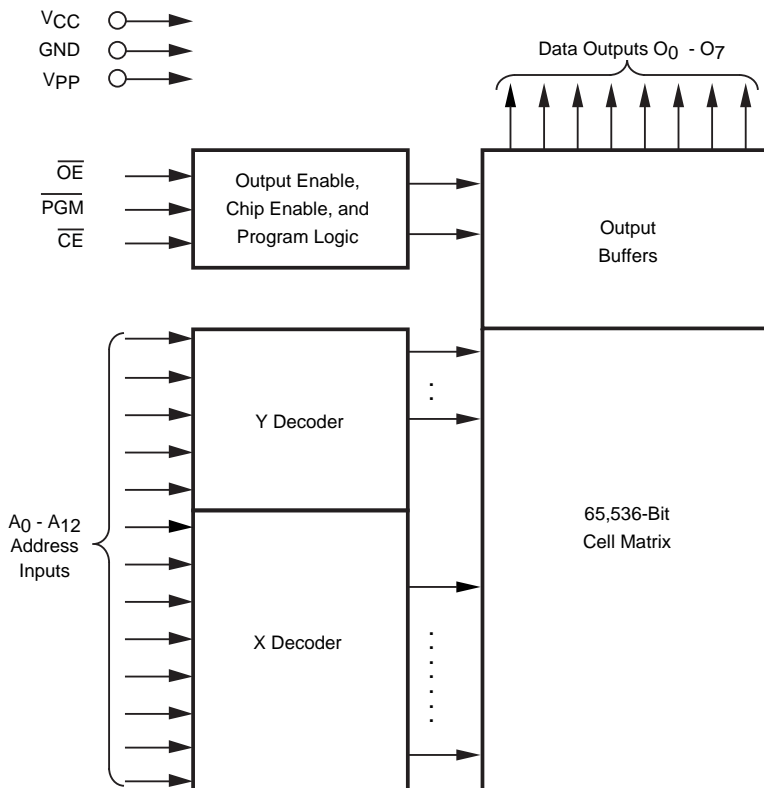 VCC
GND
VPP
Data Outputs O0 - O7
OE
PGM
CE
Output Enable,
Chip Enable, and
Program Logic
Output
Buffers
Y Decoder
A0 - A12
Address
Inputs
65,536-Bit
Cell Matrix
X Decoder